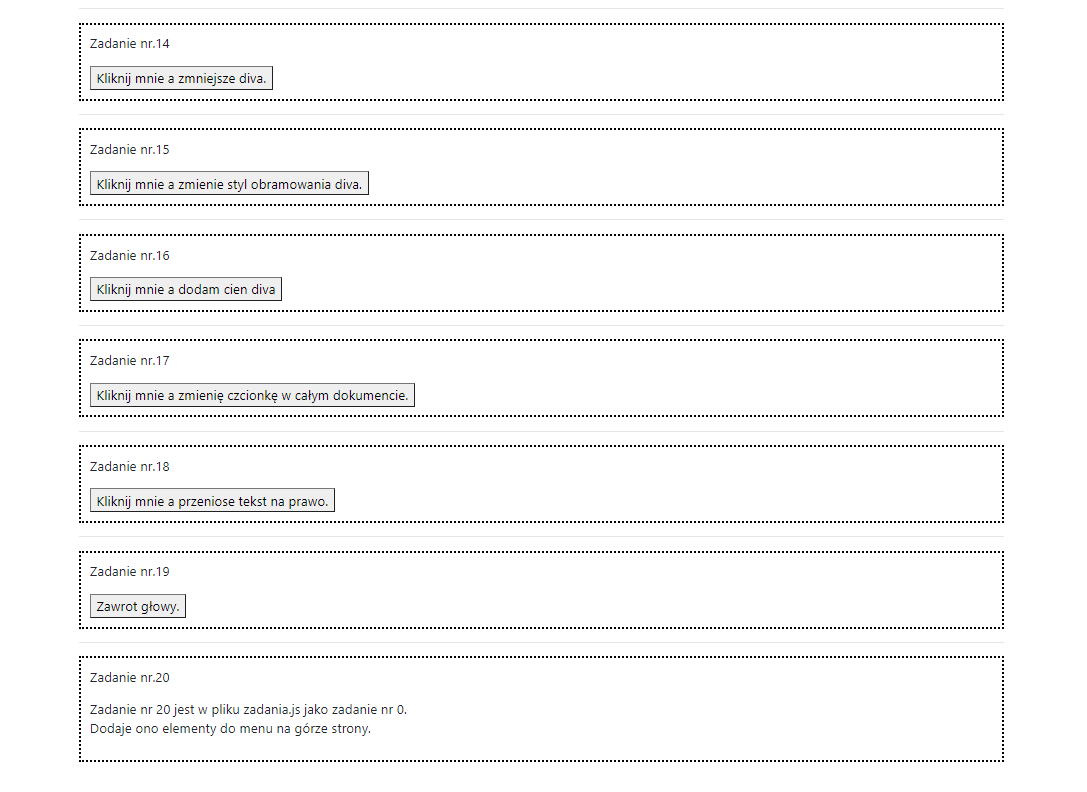 Zadanie nr.14
Kliknij mnie a zmniejsze diva.
Zadanie nr.15
Kliknij mnie a zmienie styl obramowania diva.
Zadanie nr.16
Kliknij mnie a dodam cien diva
Zadanie nr.17
Kliknij mnie a zmienię czcionkę w całym dokumencie.
Zadanie nr.18
Kliknij mnie a przeniose tekst na prawo.
Zadanie nr.19
Zawrot głowy.
Zadanie nr.20
Zadanie nr 20 jest w pliku zadania.js jako zadanie nr 0.
Dodaje ono elementy do menu na górze strony.